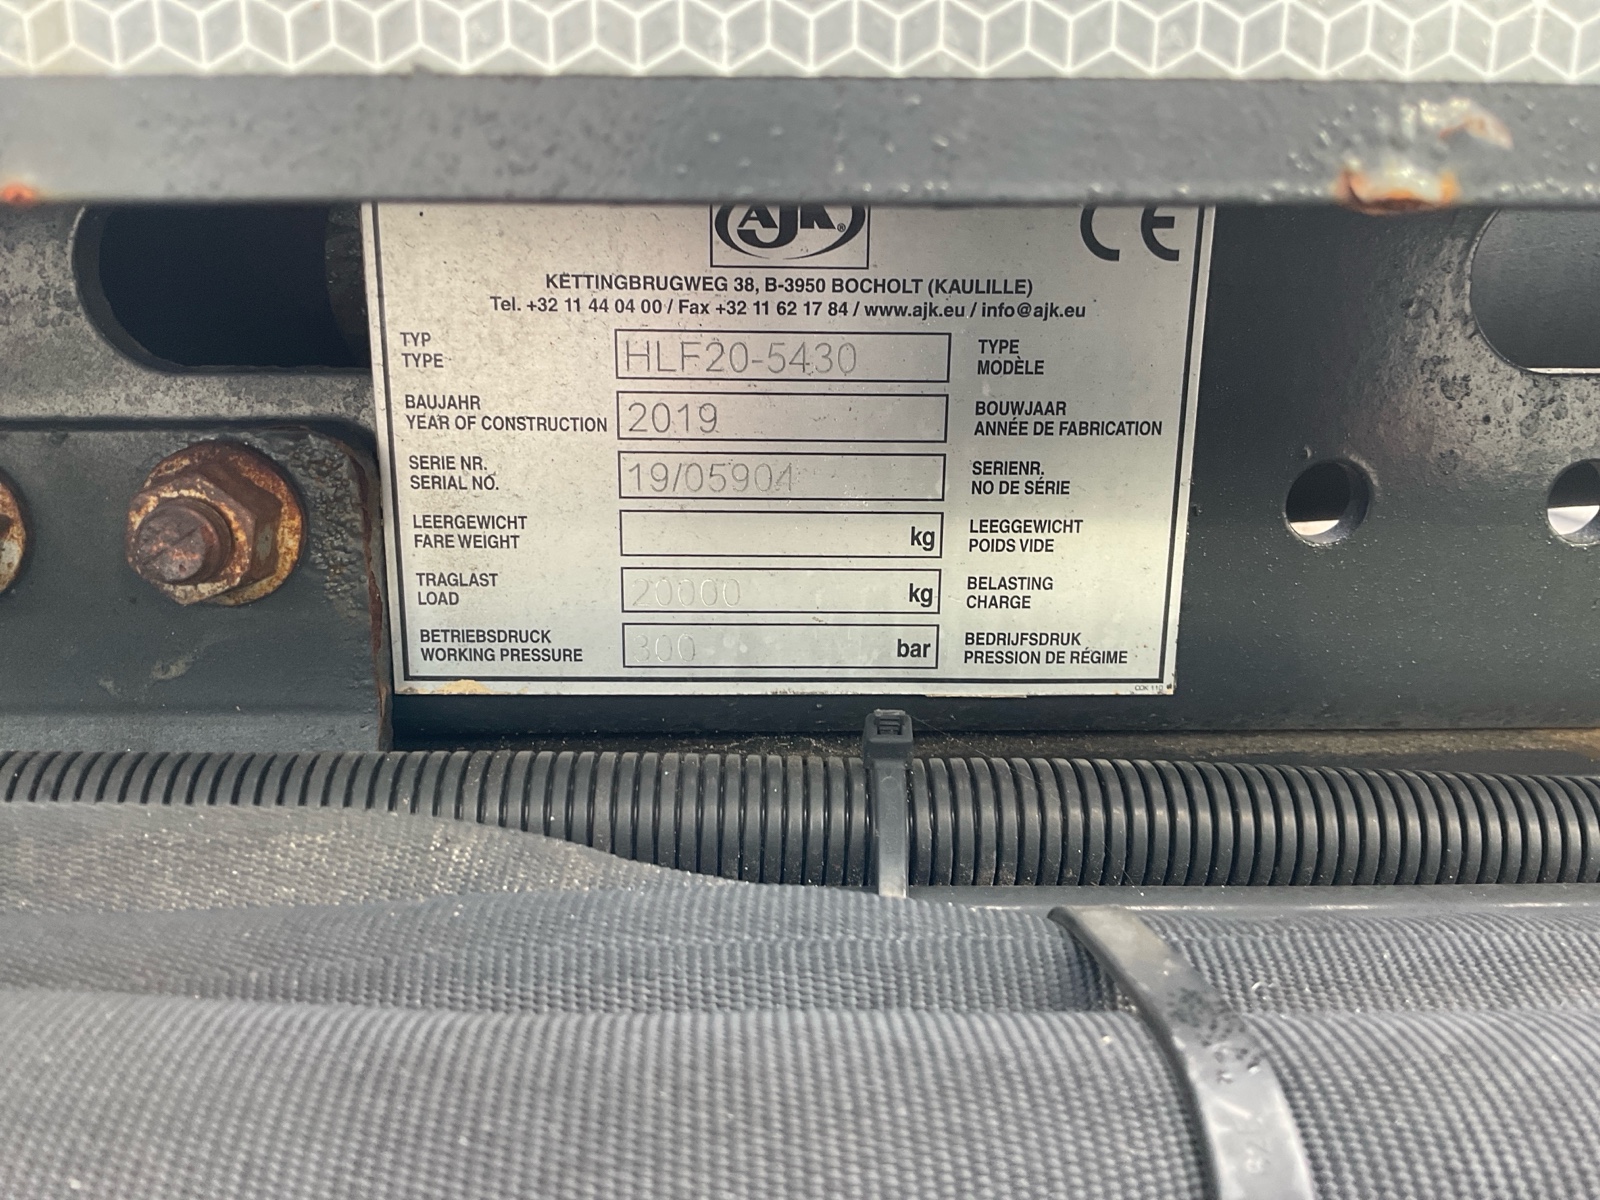 AJK®
CE
KETTINGBRUGWEG 38, B-3950 BOCHOLT (KAULILLE)
Tel. +32 11 44 04 00 / Fax +32 11 62 17 84 / www.ajk.eu / info@ajk.eu
TYP
TYPE
HLF20-5430
TYPE
MODÈLE
BAUJAHR
YEAR OF CONSTRUCTION
2019
BOUWJAAR
ANNÉE DE FABRICATION
SERIE NR.
SERIAL NO.
19/05904
SERIENR.
NO DE SÉRIE
LEERGEWICHT
FARE WEIGHT
kg
LEEGGEWICHT
POIDS VIDE
TRAGLAST
LOAD
20000 kg
BELASTING
CHARGE
BETRIEBSDRUCK
WORKING PRESSURE
300 bar
BEDRIJFSDRUK
PRESSION DE RÉGIME